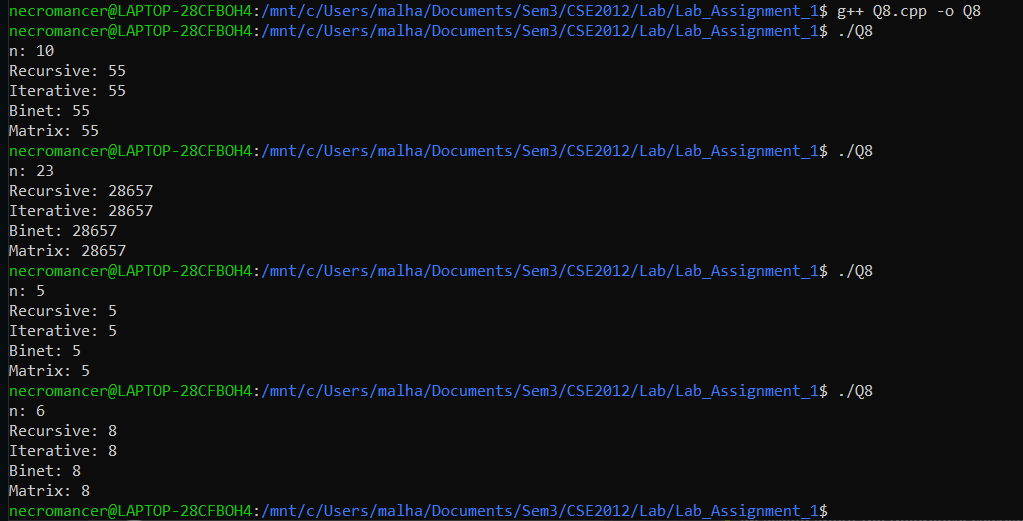 necromancer@LAPTOP-28CFBOH4:/mnt/c/Users/malha/Documents/Sem3/CSE2012/Lab/Lab_Assignment_1$ g++ Q8.cpp -o Q8
necromancer@LAPTOP-28CFBOH4:/mnt/c/Users/malha/Documents/Sem3/CSE2012/Lab/Lab_Assignment_1$ ./Q8
n: 10
Recursive: 55
Iterative: 55
Binet: 55
Matrix: 55
necromancer@LAPTOP-28CFBOH4:/mnt/c/Users/malha/Documents/Sem3/CSE2012/Lab/Lab_Assignment_1$ ./Q8
n: 23
Recursive: 28657
Iterative: 28657
Binet: 28657
Matrix: 28657
necromancer@LAPTOP-28CFBOH4:/mnt/c/Users/malha/Documents/Sem3/CSE2012/Lab/Lab_Assignment_1$ ./Q8
n: 5
Recursive: 5
Iterative: 5
Binet: 5
Matrix: 5
necromancer@LAPTOP-28CFBOH4:/mnt/c/Users/malha/Documents/Sem3/CSE2012/Lab/Lab_Assignment_1$ ./Q8
n: 6
Recursive: 8
Iterative: 8
Binet: 8
Matrix: 8
necromancer@LAPTOP-28CFBOH4:/mnt/c/Users/malha/Documents/Sem3/CSE2012/Lab/Lab_Assignment_1$